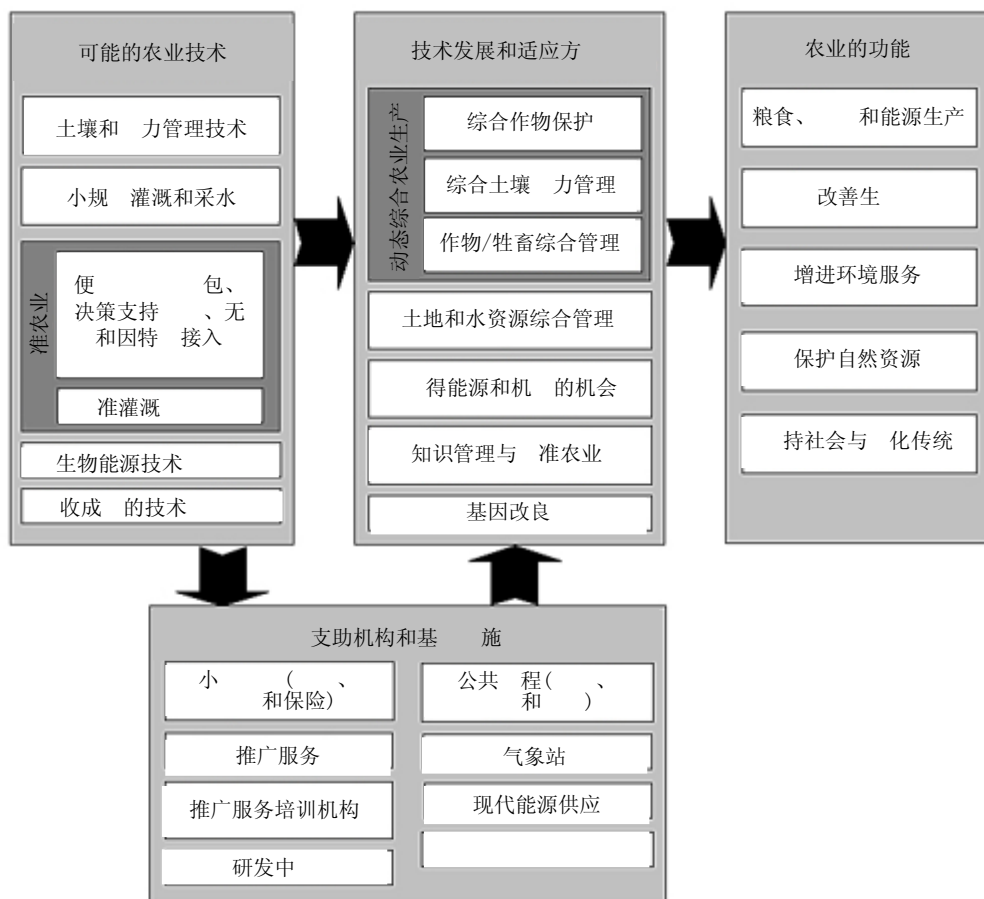 可能的农业技术
土壤和 力管理技术
小规 灌溉和采水
准农业
便 包、
决策支持 、无
和因特 接入
准灌溉
生物能源技术
收成 的技术
技术发展和适应方
动态综合农业生产
综合作物保护
综合土壤 力管理
作物/牲畜综合管理
土地和水资源综合管理
得能源和机 的机会
知识管理与 准农业
基因改良
农业的功能
粮食、 和能源生产
改善生
增进环境服务
保护自然资源
持社会与 化传统
支助机构和基 施
小 ( 、
和保险)
推广服务
推广服务培训机构
研发中
公共 程( 、
和 )
气象站
现代能源供应